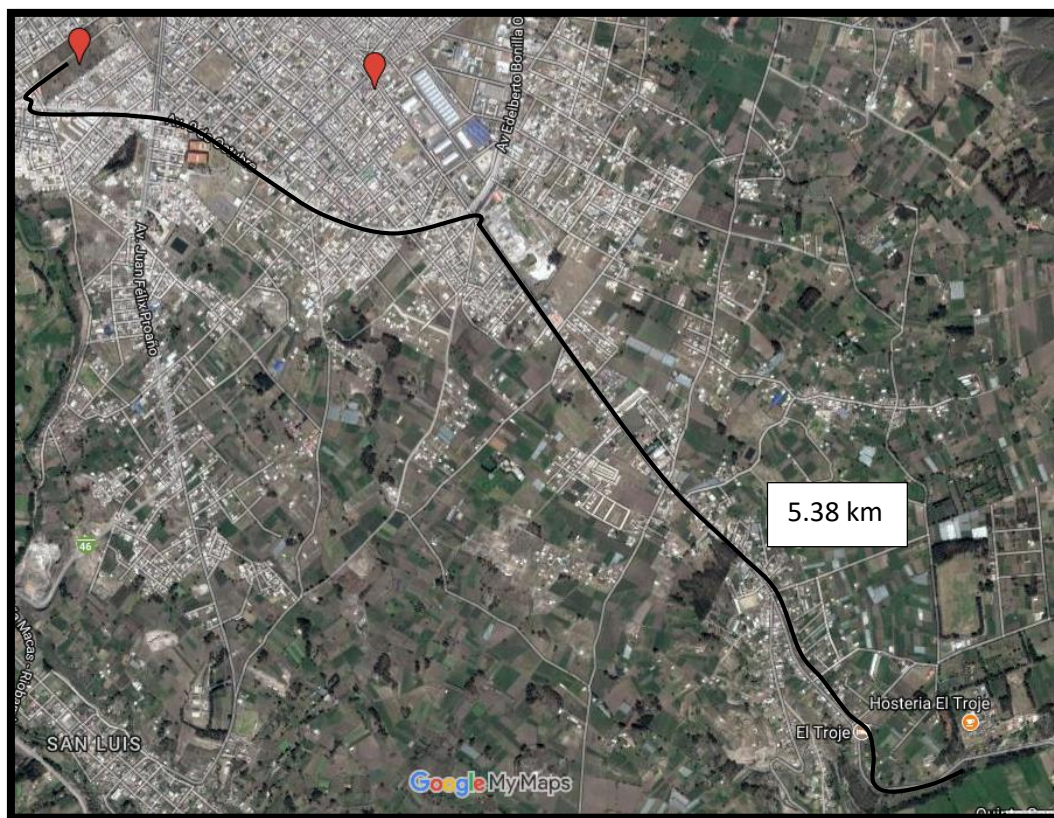 Av Edelberto Bonilla O
Av. Juan Félix Proaño
5.38 km
46
Hosteria El Troje
El Troje
SAN LUIS
Google My Maps